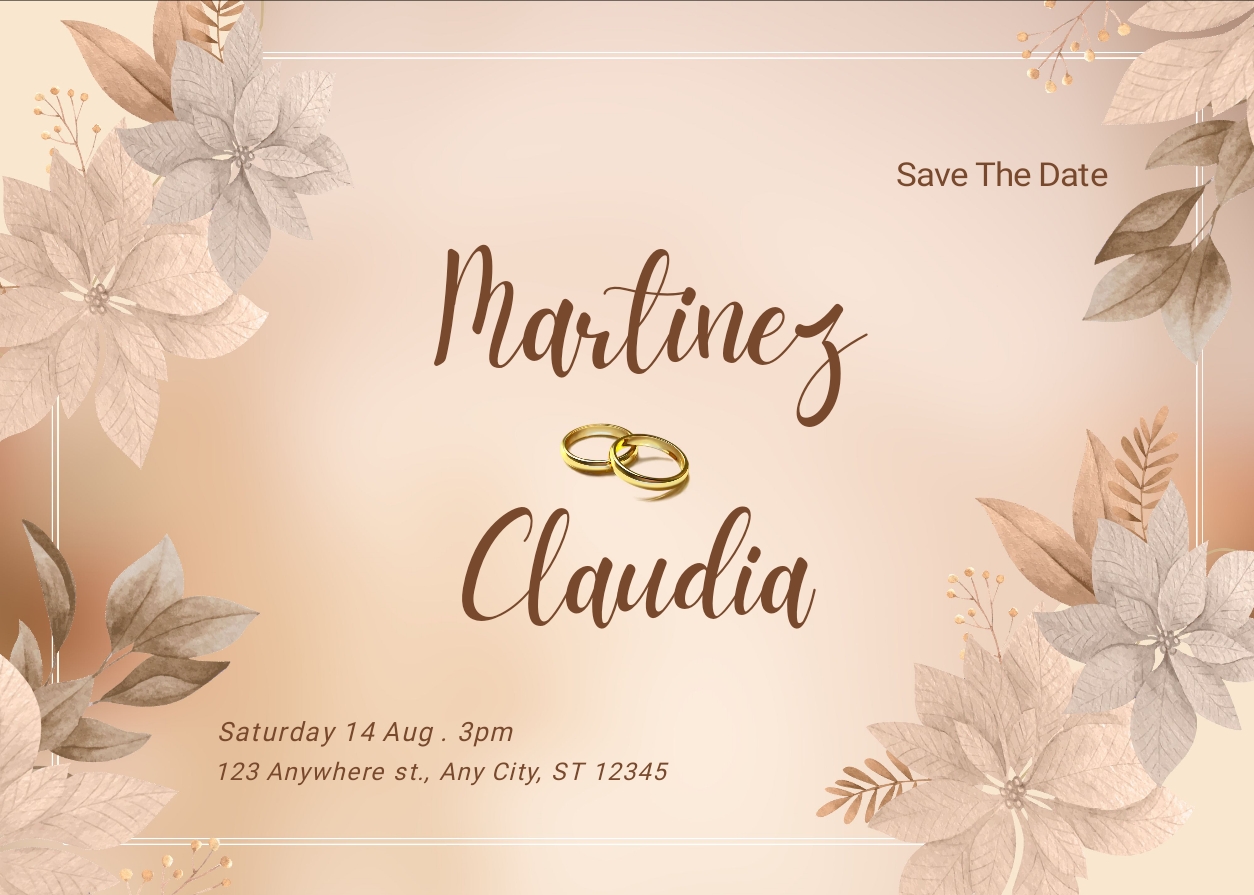 Save The Date
Martinez
Claudia
Saturday 14 Aug . 3pm
123 Anywhere st., Any City, ST 12345